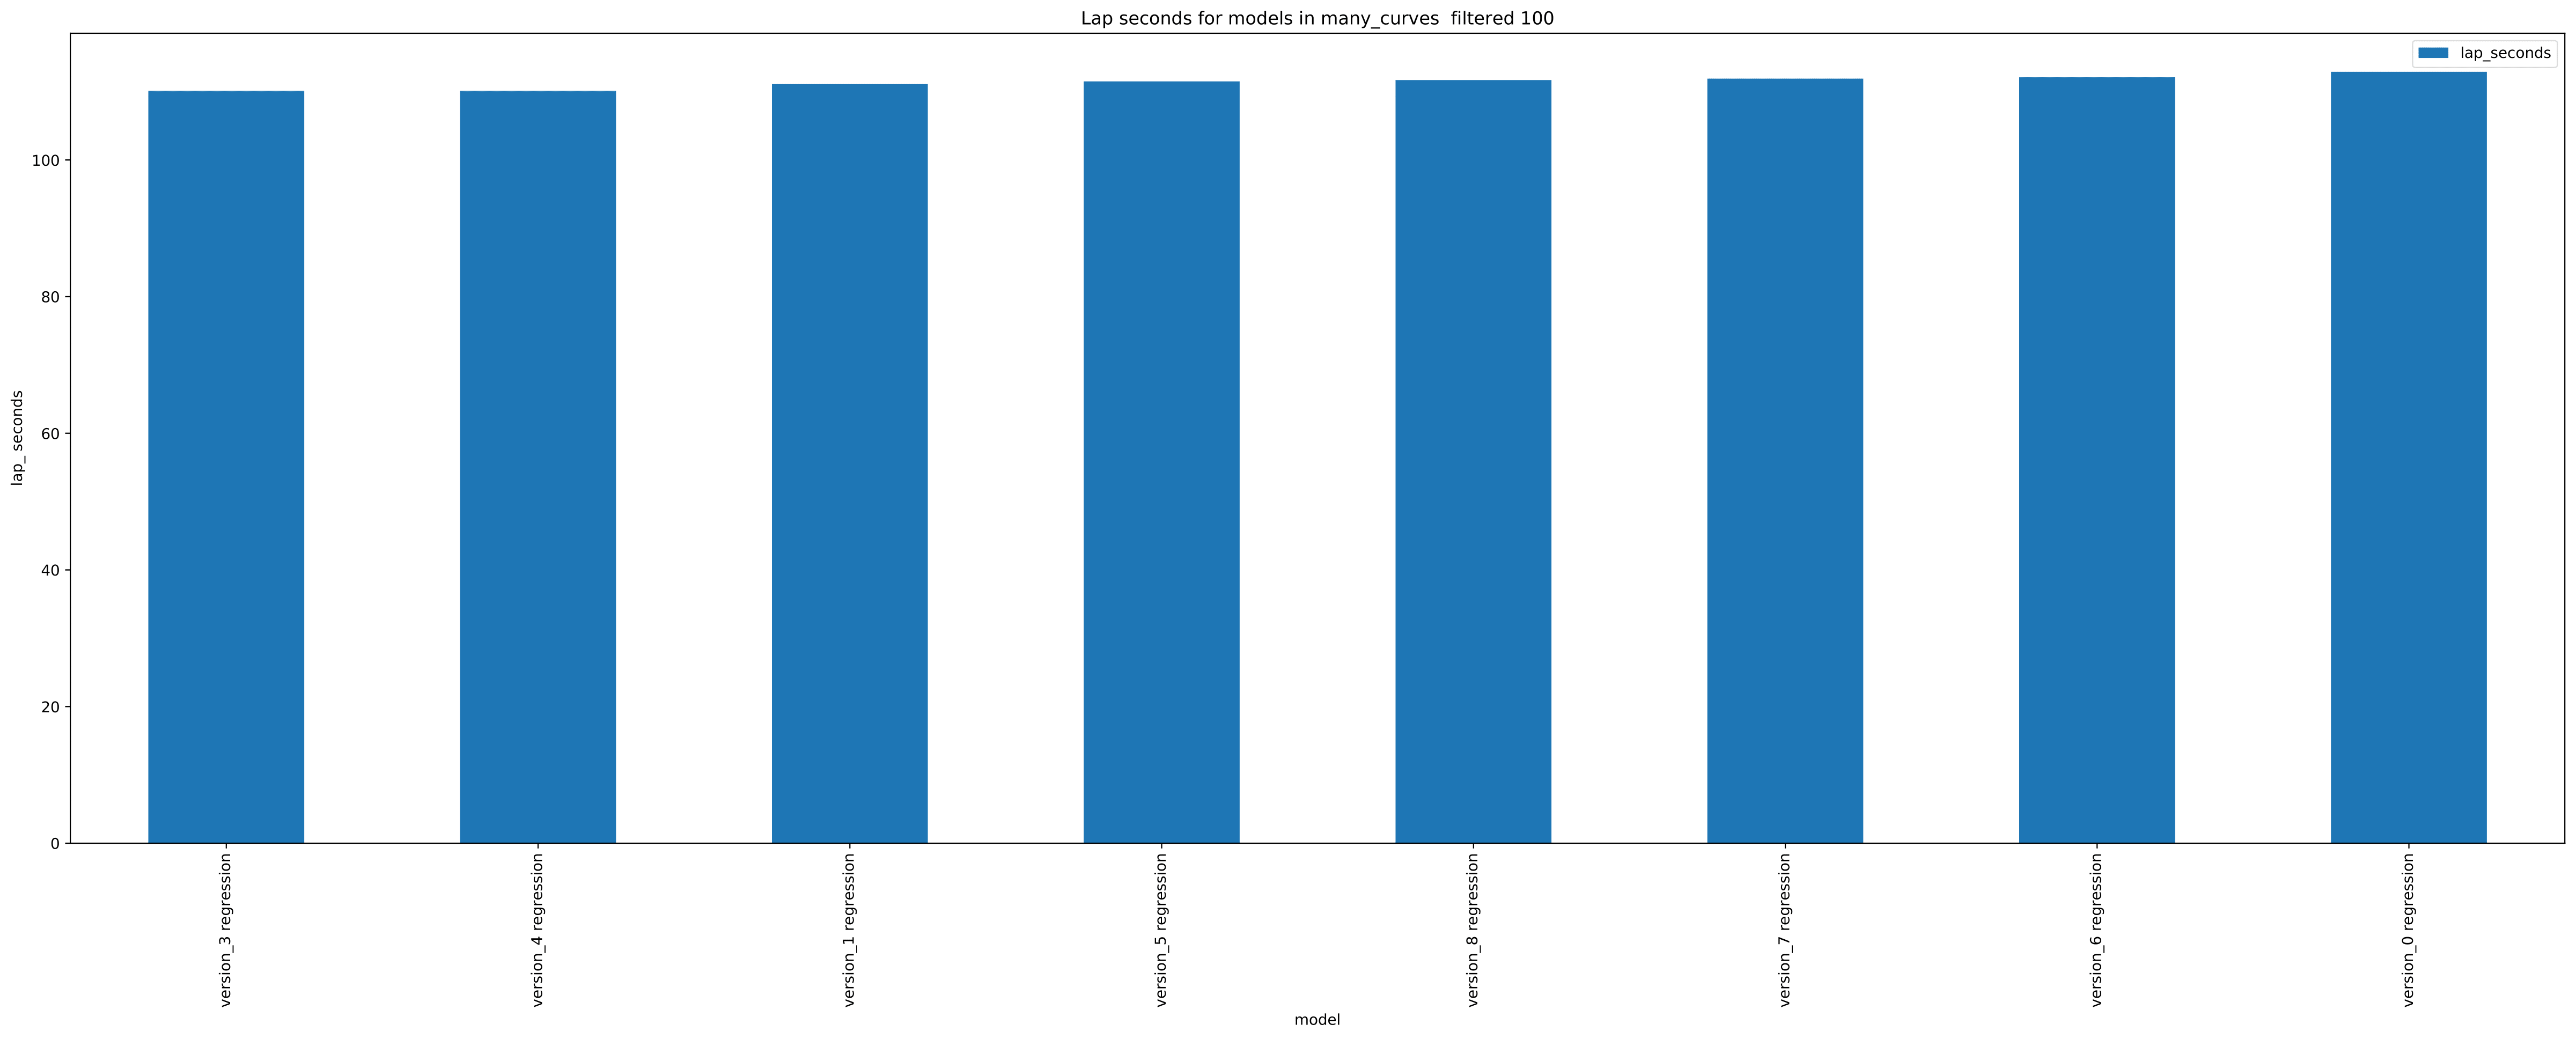 Lap seconds for models in many_curves  filtered 100
lap_seconds
lap_ seconds
100
80
60
40
20
0
version_3 regression
version_4 regression
version_1 regression
version_5 regression
version_8 regression
version_7 regression
version_6 regression
version_0 regression
model